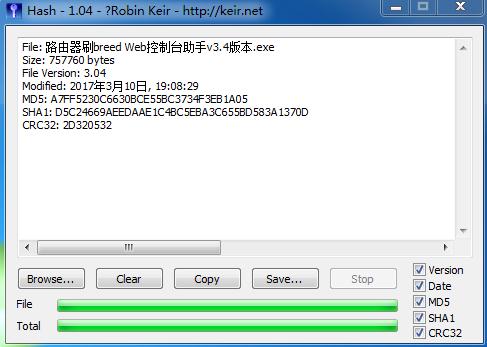 Hash - 1.04 - ?Robin Keir - http://keir.net
File: 路由器刷breed Web控制台助手v3.4版本.exe
Size: 757760 bytes
File Version: 3.04
Modified: 2017年3月10日, 19:08:29
MD5: A7FF5230C6630BCE55BC3734F3EB1A05
SHA1: D5C24669AEEDAAE1C4BC5EBA3C655BD583A1370D
CRC32: 2D320532
Browse... Clear Copy Save... Stop
File
Total
Version
Date
MD5
SHA1
CRC32